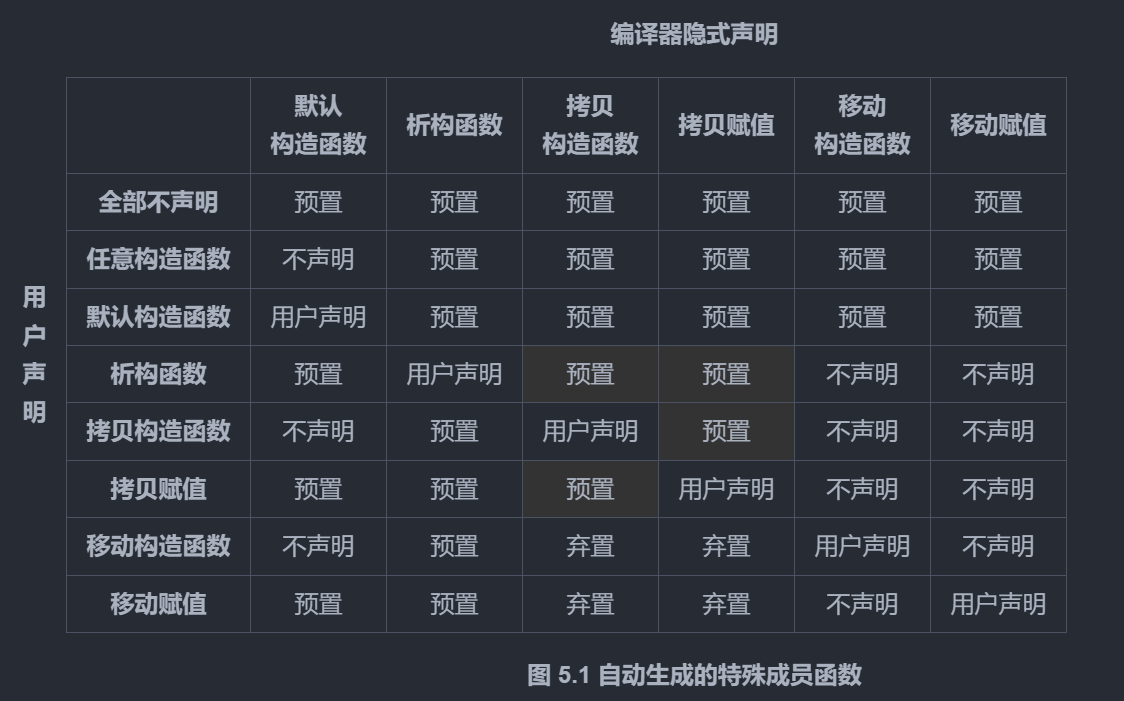 编译器隐式声明
默认
构造函数
析构函数
拷贝
构造函数
拷贝赋值
移动
构造函数
移动赋值
用户声明
全部不声明 预置 预置 预置 预置 预置 预置
任意构造函数 不声明 预置 预置 预置 预置 预置
默认构造函数 用户声明 预置 预置 预置 预置 预置
析构函数 预置 用户声明 预置 预置 不声明 不声明
拷贝构造函数 不声明 预置 用户声明 预置 不声明 不声明
拷贝赋值 预置 预置 预置 用户声明 不声明 不声明
移动构造函数 不声明 预置 弃置 弃置 用户声明 不声明
移动赋值 预置 预置 弃置 弃置 不声明 用户声明
图 5.1 自动生成的特殊成员函数